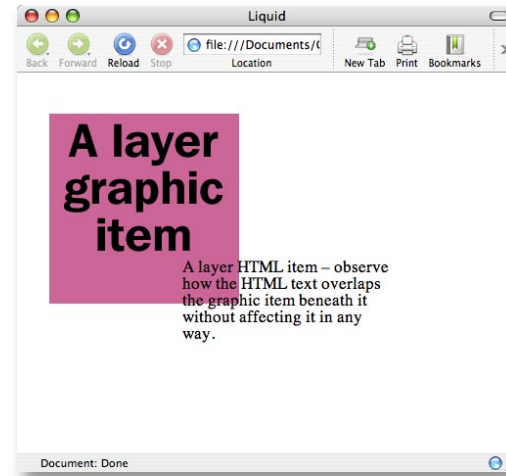 Liquid
Back Forward Reload Stop file:///Documents/( Location New Tab Print Bookmarks
A layer
graphic
item
A layer HTML item – observe
how the HTML text overlaps
the graphic item beneath it
without affecting it in any
way.
Document: Done